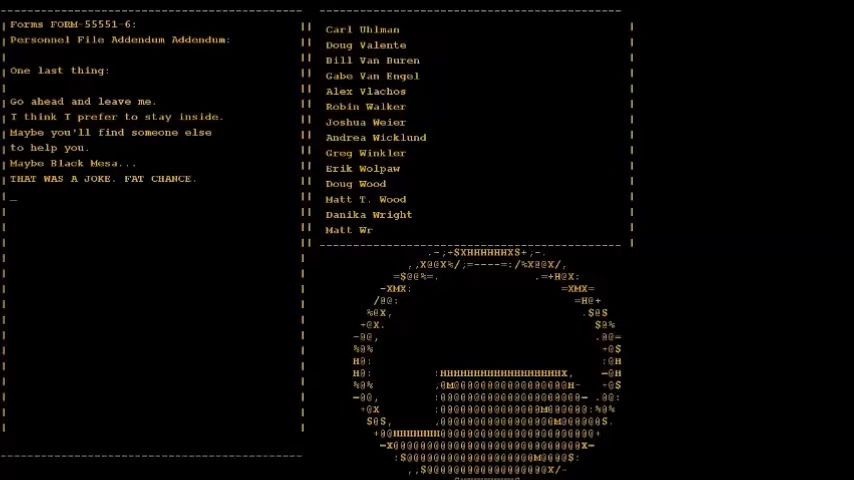 Forms FORM-55551-6:
Personnel File Addendum Addendum:
One last thing:
Go ahead and leave me.
I think I prefer to stay inside.
Maybe you'll find someone else
to help you.
Maybe Black Mesa...
THAT WAS A JOKE. FAT CHANCE.
_
Carl Uhlman
Doug Valente
Bill Van Buren
Gabe Van Engel
Alex Vlachos
Robin Walker
Joshua Weier
Andrea Wicklund
Greg Winkler
Erik Wolpaw
Doug Wood
Matt T. Wood
Danika Wright
Matt Wr